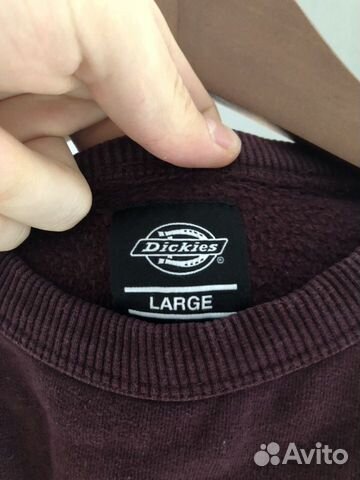 Dickies
®
LARGE
Avito